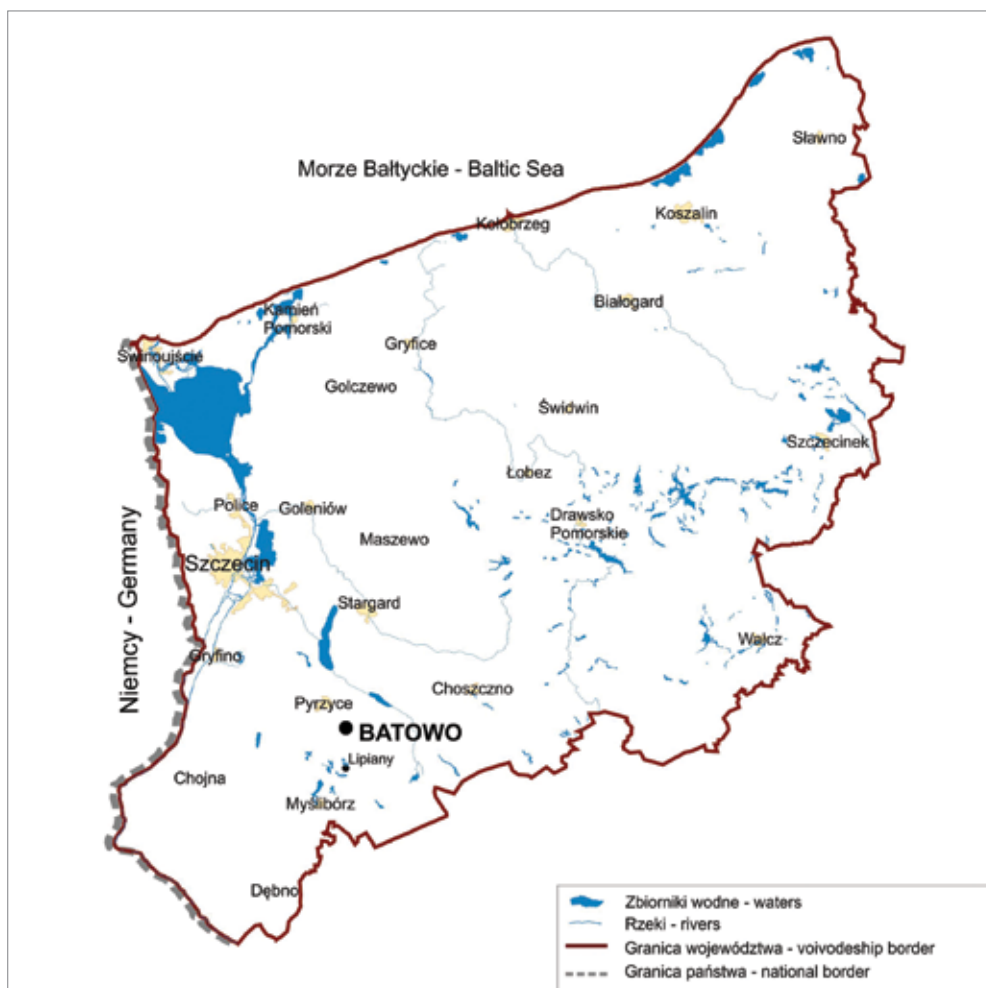 Sławno
Morze Bałtyckie - Baltic Sea
Koszalin
Kołobrzeg
Białogard
Kamień
Pomorski
Gryfice
Świnoujście
Golczewo
Świdwin
Szczecinek
Łobez
Police
Goleniów
Drawsko
Pomorskie
Maszewo
Szczecin
Stargard
Niemcy - Germany
Wałcz
Gryfino
Choszczno
Pyrzyce
BATOWO
Lipiany
Chojna
Myślibórz
Dębno
Zbiorniki wodne - waters
Rzeki - rivers
Granica województwa - voivodeship border
Granica państwa - national border